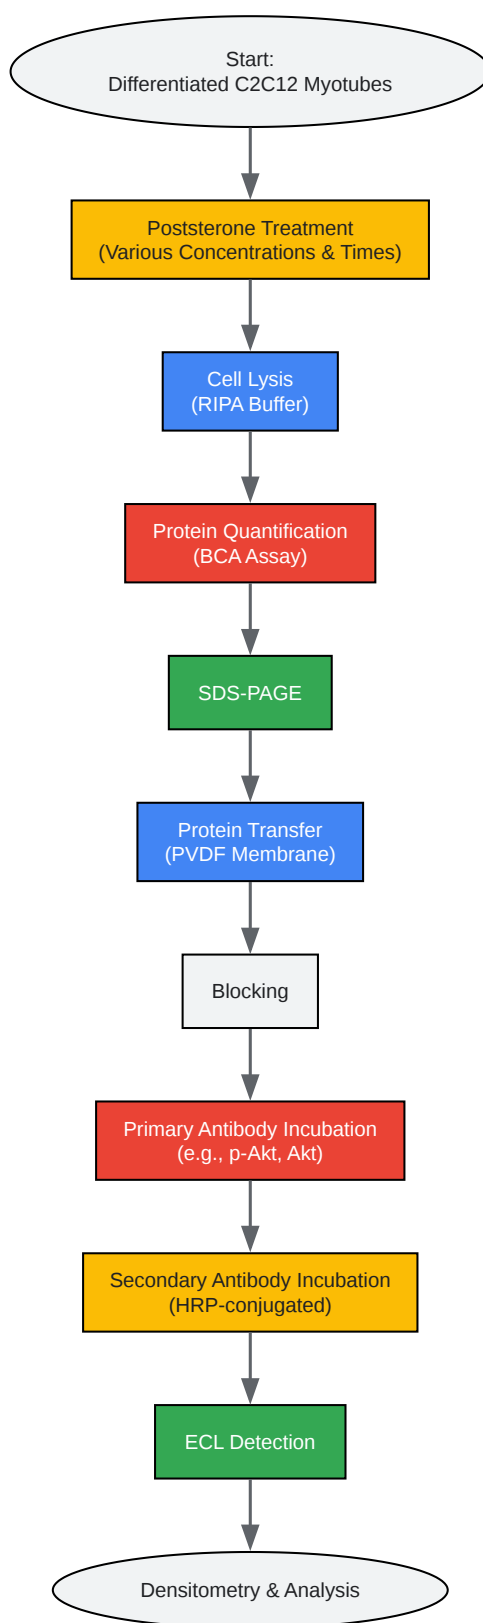 Start:
Differentiated C2C12 Myotubes
Poststerone Treatment
(Various Concentrations & Times)
Cell Lysis
(RIPA Buffer)
Protein Quantification
(BCA Assay)
SDS-PAGE
Protein Transfer
(PVDF Membrane)
Blocking
Primary Antibody Incubation
(e.g., p-Akt, Akt)
Secondary Antibody Incubation
(HRP-conjugated)
ECL Detection
Densitometry & Analysis